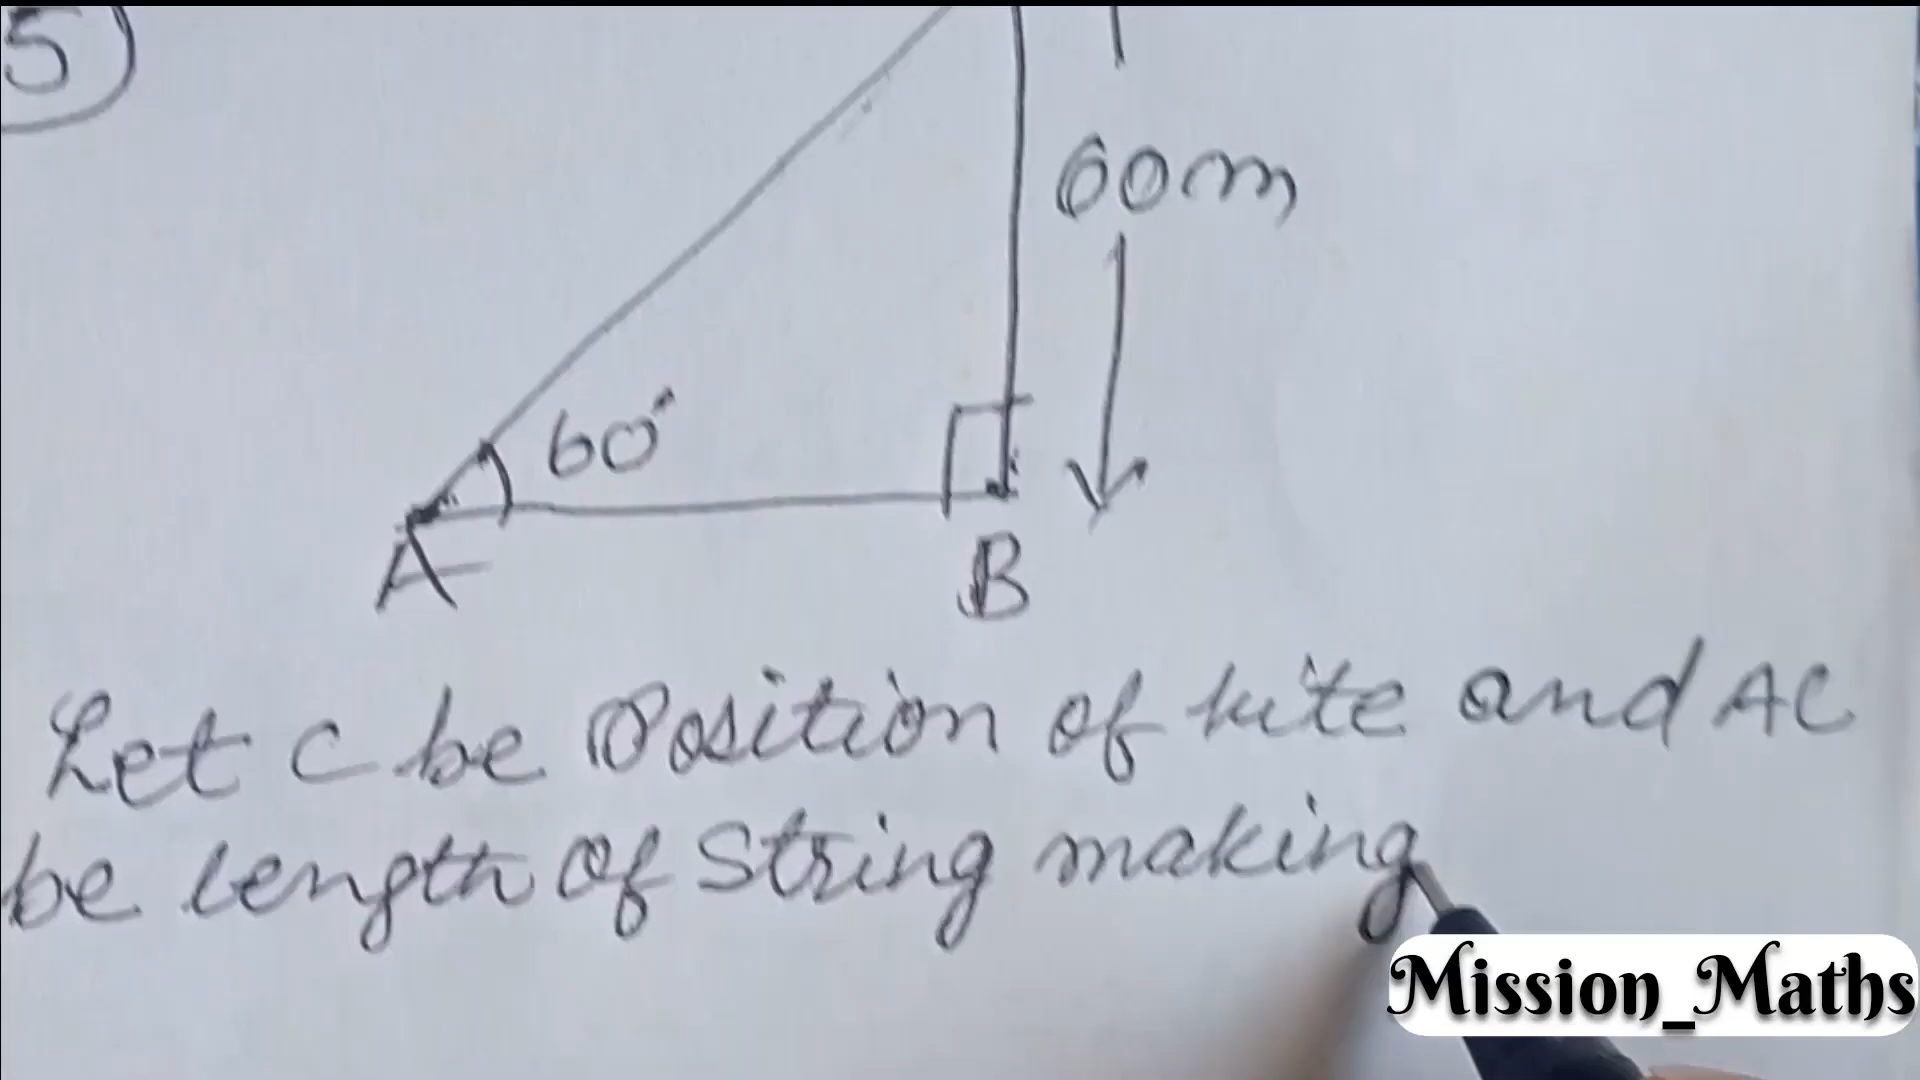 5
60m
60°
A
B
Let C be Position of kite and AC
be length of string making
Mission_Maths